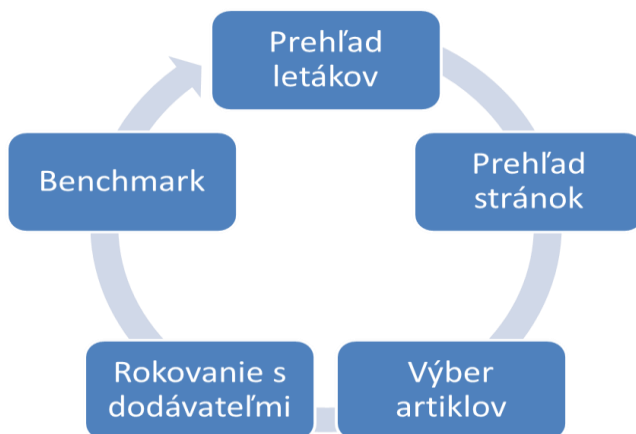 Prehľad
letákov
Prehľad
stránok
Výber
artiklov
Rokovanie s
dodávateľmi
Benchmark